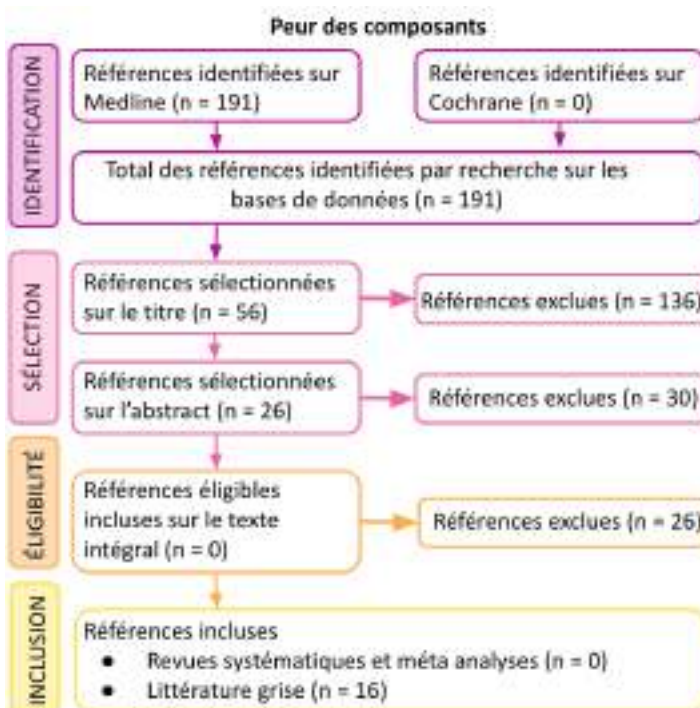 Peur des composants
IDENTIFICATION
Références identifiées sur
Medline (n = 191)
Références identifiées sur
Cochrane (n = 0)
Total des références identifiées par recherche sur les
bases de données (n = 191)
SÉLECTION
Références sélectionnées
sur le titre (n = 56)
Références exclues (n = 136)
Références sélectionnées
sur l'abstract (n = 26)
Références exclues (n = 30)
ÉLIGIBILITÉ
Références éligibles
incluses sur le texte
intégral (n = 0)
Références exclues (n = 26)
INCLUSION
Références incluses
● Revues systématiques et méta analyses (n = 0)
● Littérature grise (n = 16)